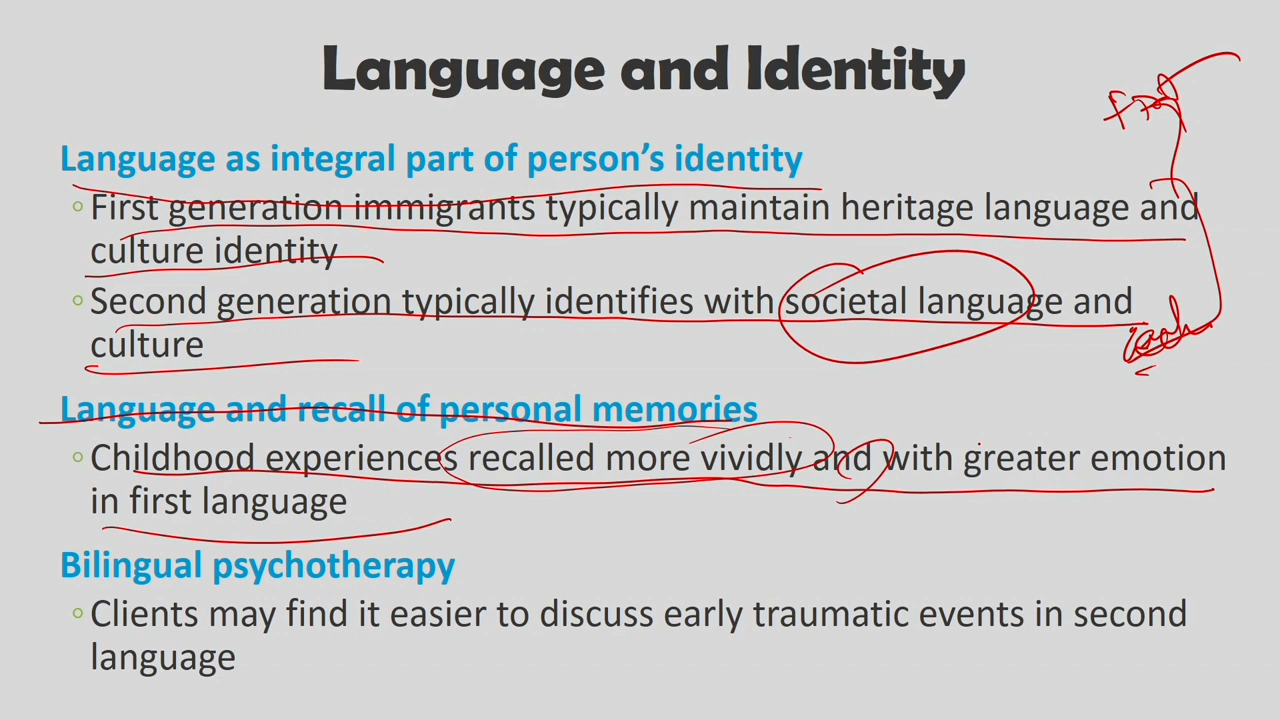 Language and Identity
Language as integral part of person's identity
◦ First generation immigrants typically maintain heritage language and
culture identity
◦ Second generation typically identifies with societal language and
culture
Language and recall of personal memories
◦ Childhood experiences recalled more vividly and with greater emotion
in first language
Bilingual psychotherapy
◦ Clients may find it easier to discuss early traumatic events in second
language